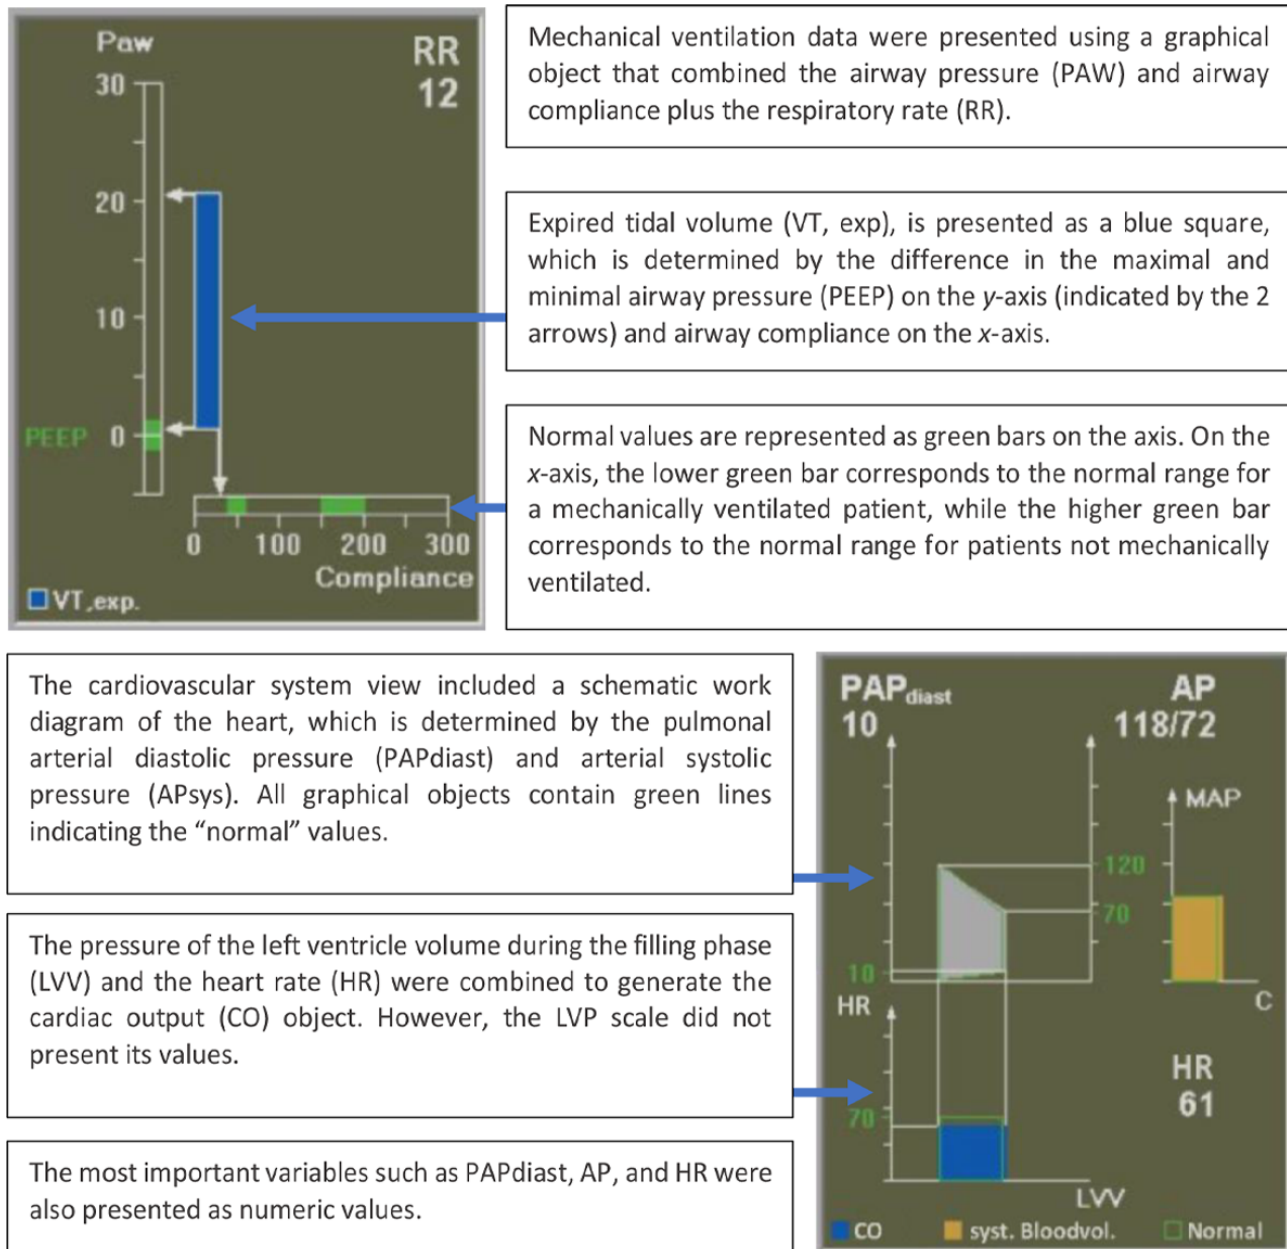 Paw
RR
12
30
20
10
PEEP 0
0 100 200 300
Compliance
VT,exp.
Mechanical ventilation data were presented using a graphical
object that combined the airway pressure (PAW) and airway
compliance plus the respiratory rate (RR).
Expired tidal volume (VT, exp), is presented as a blue square,
which is determined by the difference in the maximal and
minimal airway pressure (PEEP) on the y-axis (indicated by the 2
arrows) and airway compliance on the x-axis.
Normal values are represented as green bars on the axis. On the
x-axis, the lower green bar corresponds to the normal range for
a mechanically ventilated patient, while the higher green bar
corresponds to the normal range for patients not mechanically
ventilated.
The cardiovascular system view included a schematic work
diagram of the heart, which is determined by the pulmonal
arterial diastolic pressure (PAPdiast) and arterial systolic
pressure (APsys). All graphical objects contain green lines
indicating the “normal” values.
The pressure of the left ventricle volume during the filling phase
(LVV) and the heart rate (HR) were combined to generate the
cardiac output (CO) object. However, the LVP scale did not
present its values.
The most important variables such as PAPdiast, AP, and HR were
also presented as numeric values.
PAPdiast AP
10 118/72
MAP
120
70
10
HR C
HR
61
70
LVV
CO syst. Bloodvol. Normal